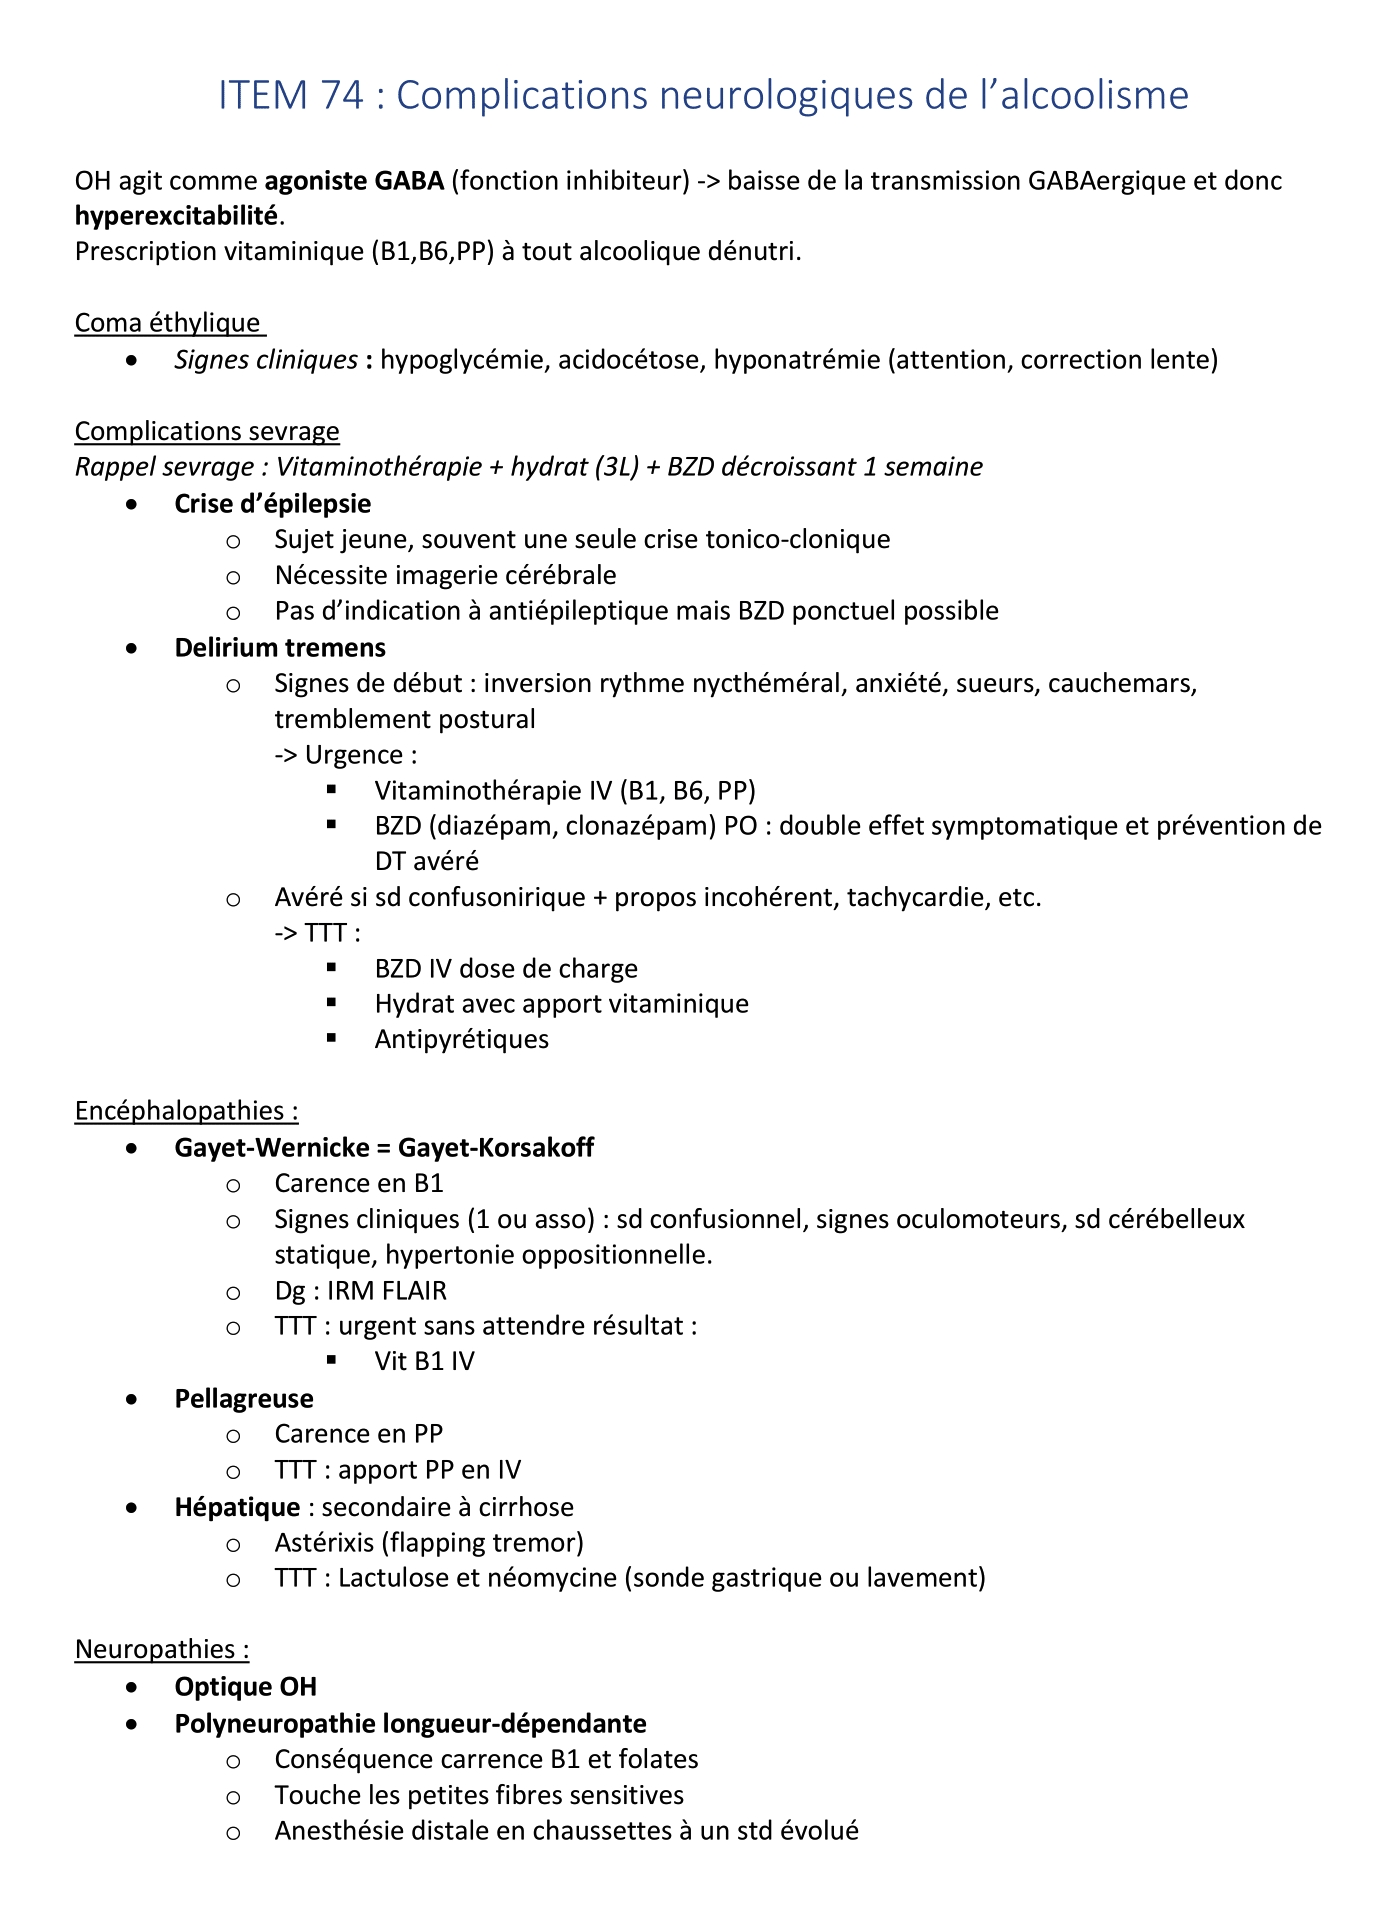 ITEM 74 : Complications neurologiques de l’alcoolisme
OH agit comme agoniste GABA (fonction inhibiteur) -> baisse de la transmission GABAergique et donc
hyperexcitabilité.
Prescription vitaminique (B1,B6,PP) à tout alcoolique dénutri.
Coma éthylique
• Signes cliniques : hypoglycémie, acidocétose, hyponatrémie (attention, correction lente)
Complications sevrage
Rappel sevrage : Vitaminothérapie + hydrat (3L) + BZD décroissant 1 semaine
• Crise d’épilepsie
o Sujet jeune, souvent une seule crise tonico-clonique
o Nécessite imagerie cérébrale
o Pas d’indication à antiépileptique mais BZD ponctuel possible
• Delirium tremens
o Signes de début : inversion rythme nycthéméral, anxiété, sueurs, cauchemars,
tremblement postural
-> Urgence :
▪ Vitaminothérapie IV (B1, B6, PP)
▪ BZD (diazépam, clonazépam) PO : double effet symptomatique et prévention de
DT avéré
o Avéré si sd confusonirique + propos incohérent, tachycardie, etc.
-> TTT :
▪ BZD IV dose de charge
▪ Hydrat avec apport vitaminique
▪ Antipyrétiques
Encéphalopathies :
• Gayet-Wernicke = Gayet-Korsakoff
o Carence en B1
o Signes cliniques (1 ou asso) : sd confusionnel, signes oculomoteurs, sd cérébelleux
statique, hypertonie oppositionnelle.
o Dg : IRM FLAIR
o TTT : urgent sans attendre résultat :
▪ Vit B1 IV
• Pellagreuse
o Carence en PP
o TTT : apport PP en IV
• Hépatique : secondaire à cirrhose
o Astérixis (flapping tremor)
o TTT : Lactulose et néomycine (sonde gastrique ou lavement)
Neuropathies :
• Optique OH
• Polyneuropathie longueur-dépendante
o Conséquence carrence B1 et folates
o Touche les petites fibres sensitives
o Anesthésie distale en chaussettes à un std évolué